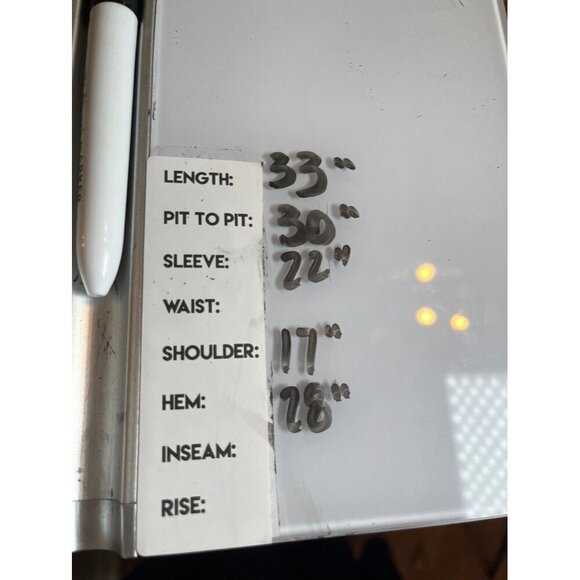 LENGTH: 33"
PIT TO PIT: 30"
SLEEVE: 22"
WAIST:
SHOULDER: 17"
HEM: 28"
INSEAM:
RISE: